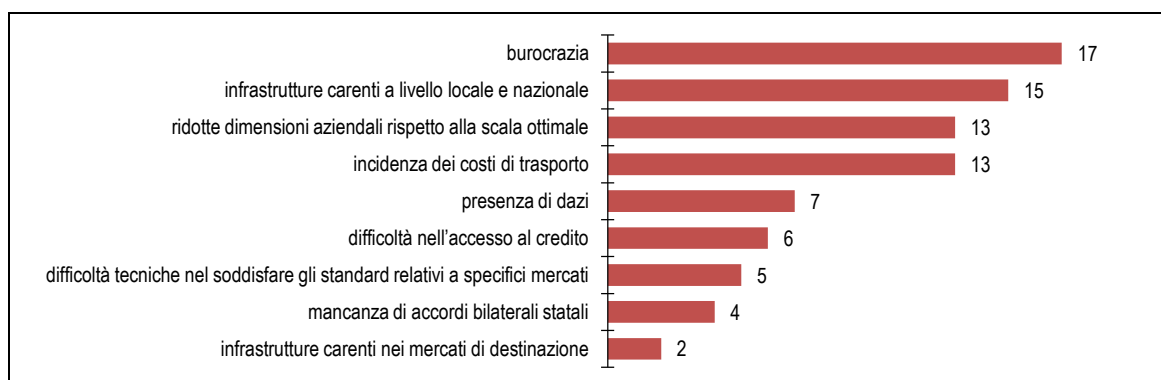 burocrazia 17
infrastrutture carenti a livello locale e nazionale 15
ridotte dimensioni aziendali rispetto alla scala ottimale 13
incidenza dei costi di trasporto 13
presenza di dazi 7
difficoltà nell'accesso al credito 6
difficoltà tecniche nel soddisfare gli standard relativi a specifici mercati 5
mancanza di accordi bilaterali statali 4
infrastrutture carenti nei mercati di destinazione 2